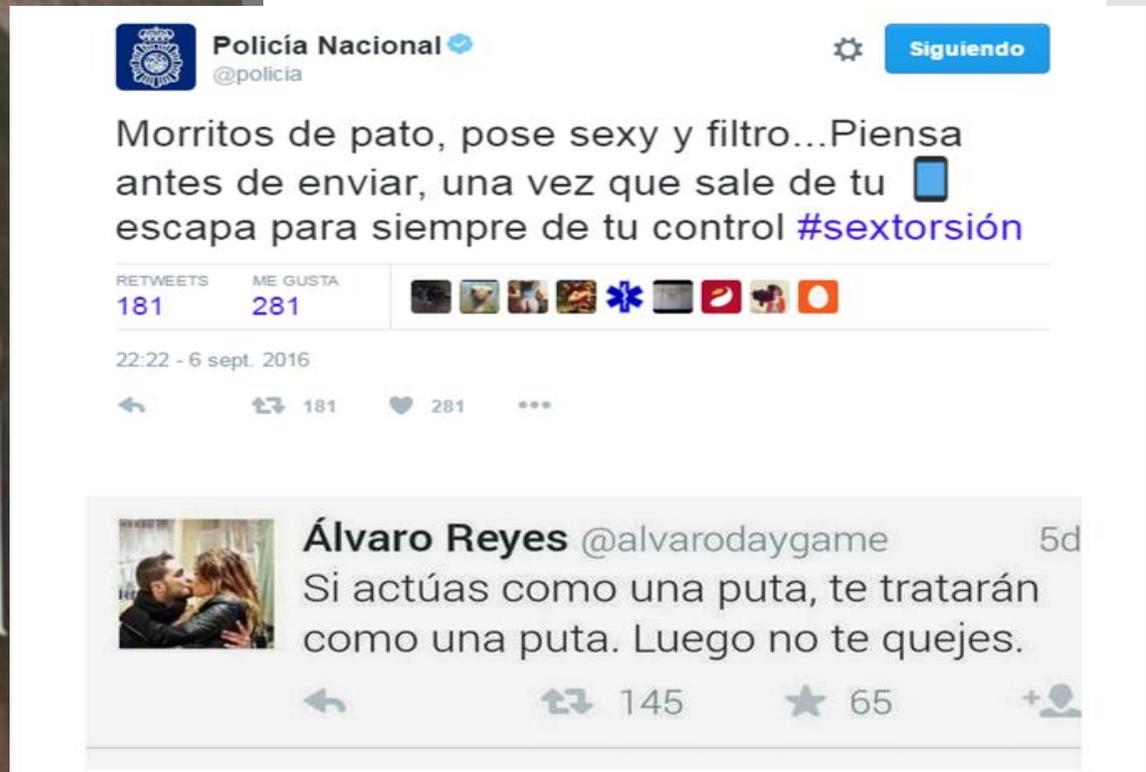 Policía Nacional
@policia
Siguiendo
Morritos de pato, pose sexy y filtro...Piensa
antes de enviar, una vez que sale de tu
escapa para siempre de tu control #sextorsión
RETWEETS ME GUSTA
181 281
22:22 - 6 sept. 2016
181 281
Álvaro Reyes @alvarodaygame 5d
Si actúas como una puta, te tratarán
como una puta. Luego no te quejes.
145 65